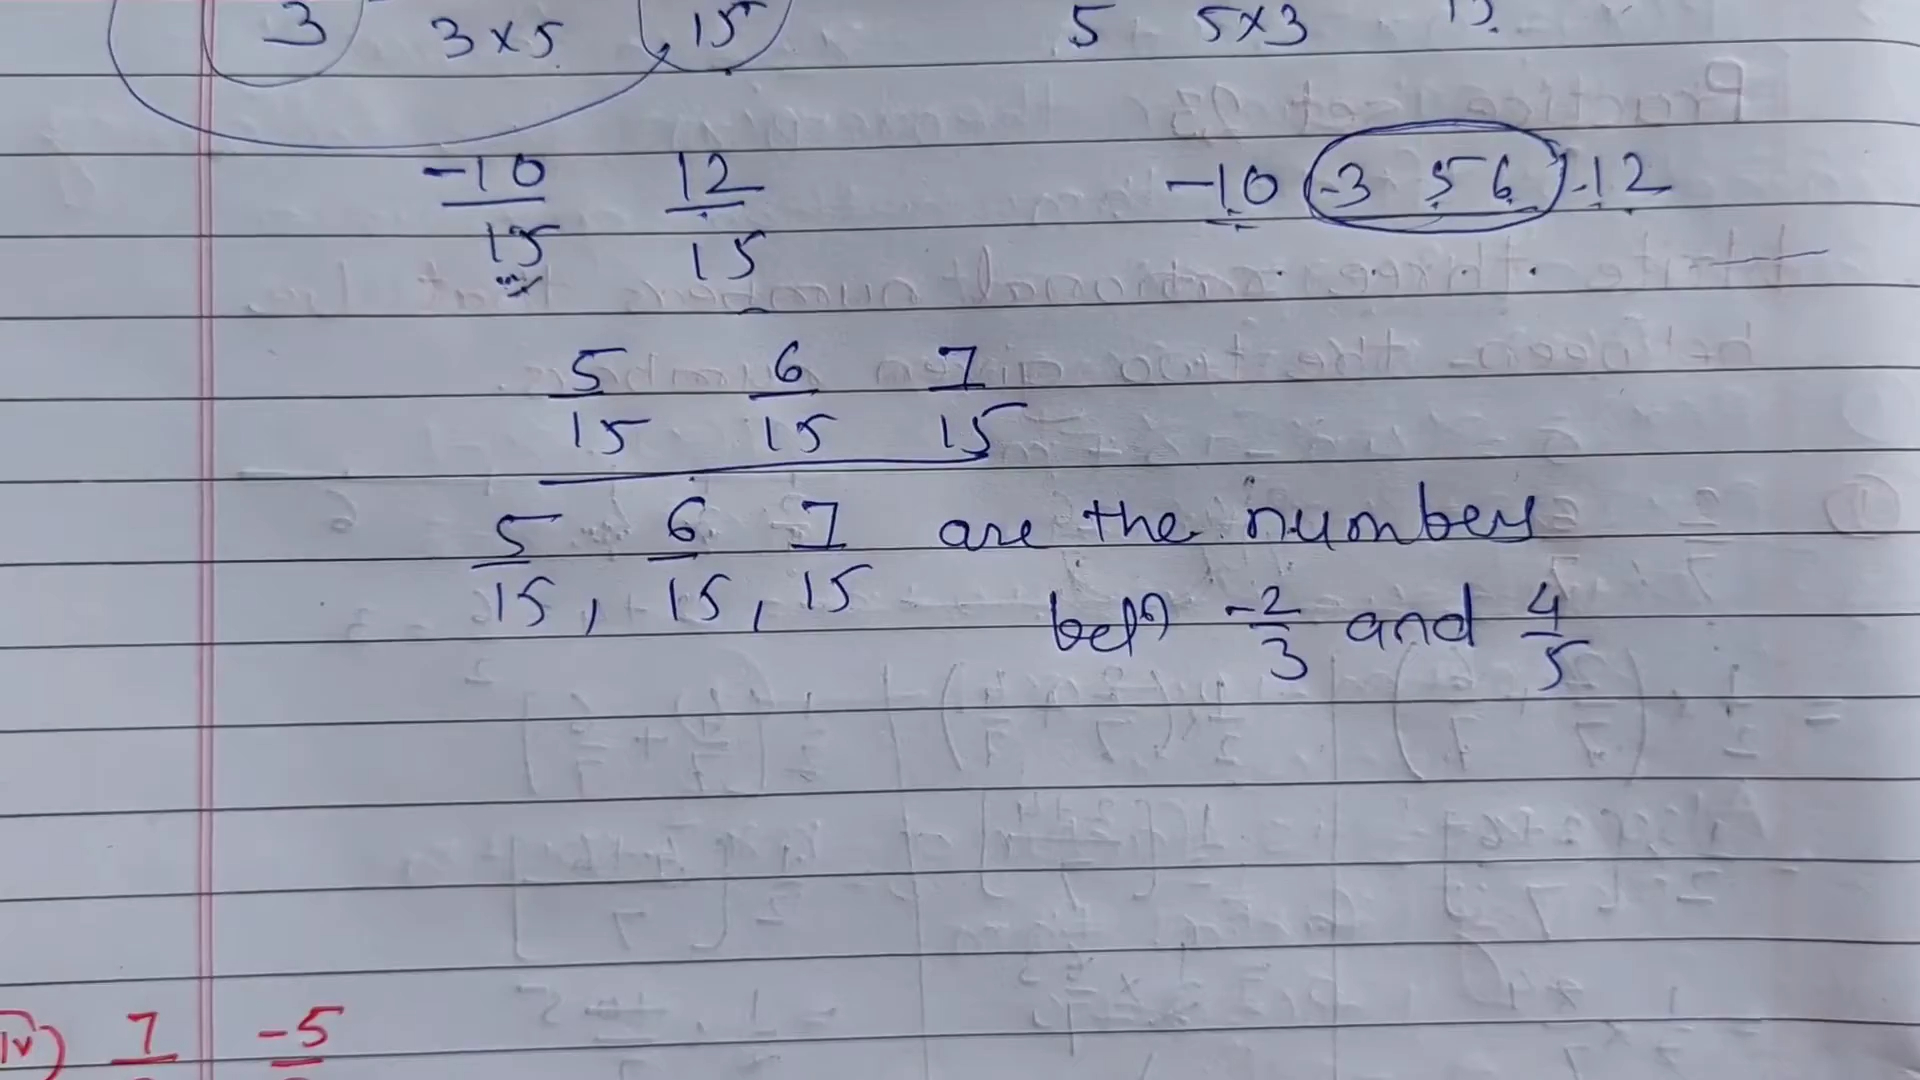 3 3×5 15 5 5×3 15
-10/15 12/15 -10 -3 5 6 12
5/15 6/15 7/15
5/15, 6/15, 7/15 are the numbers
betn -2/3 and 4/5
iv) 7 -5